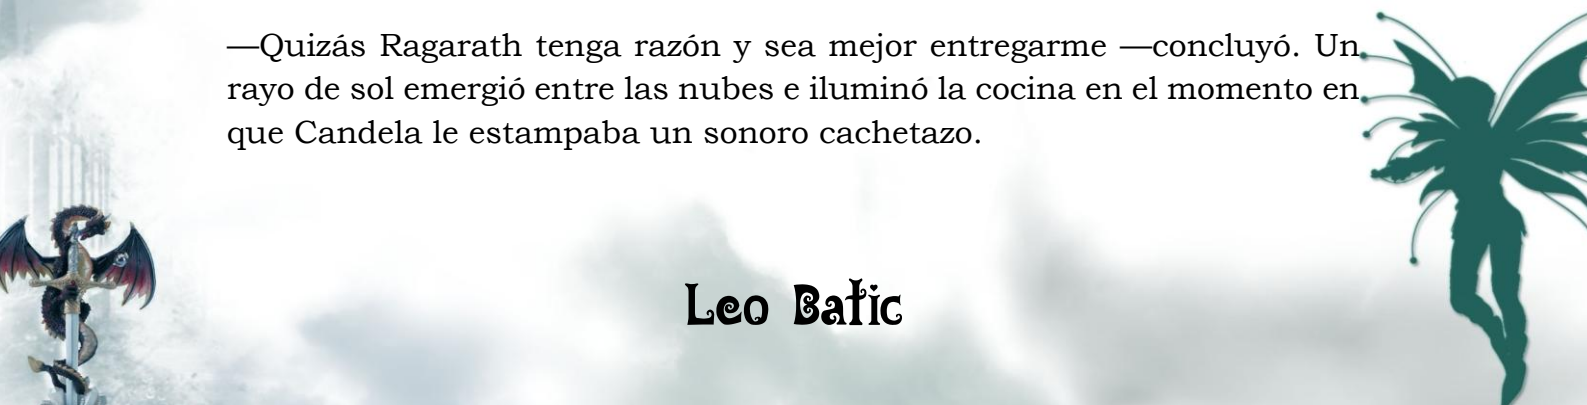 —Quizás Ragarath tenga razón y sea mejor entregarme —concluyó. Un
rayo de sol emergió entre las nubes e iluminó la cocina en el momento en
que Candela le estampaba un sonoro cachetazo.
Leo Batic